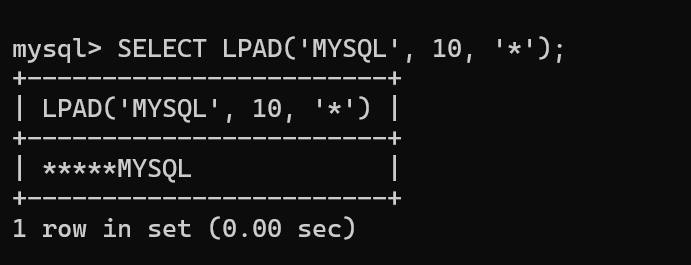 mysql> SELECT LPAD('MYSQL', 10, '*');
+------------------------+
| LPAD('MYSQL', 10, '*') |
+------------------------+
| *****MYSQL             |
+------------------------+
1 row in set (0.00 sec)